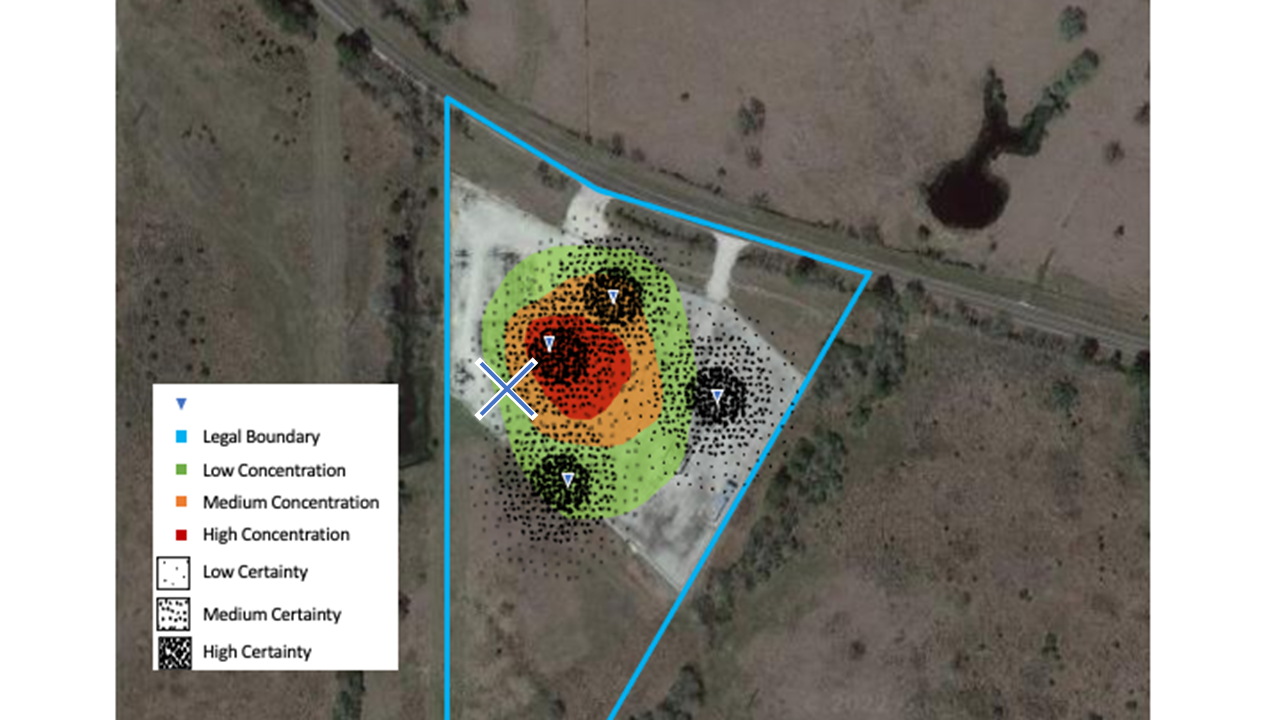 Legal Boundary
Low Concentration
Medium Concentration
High Concentration
Low Certainty
Medium Certainty
High Certainty